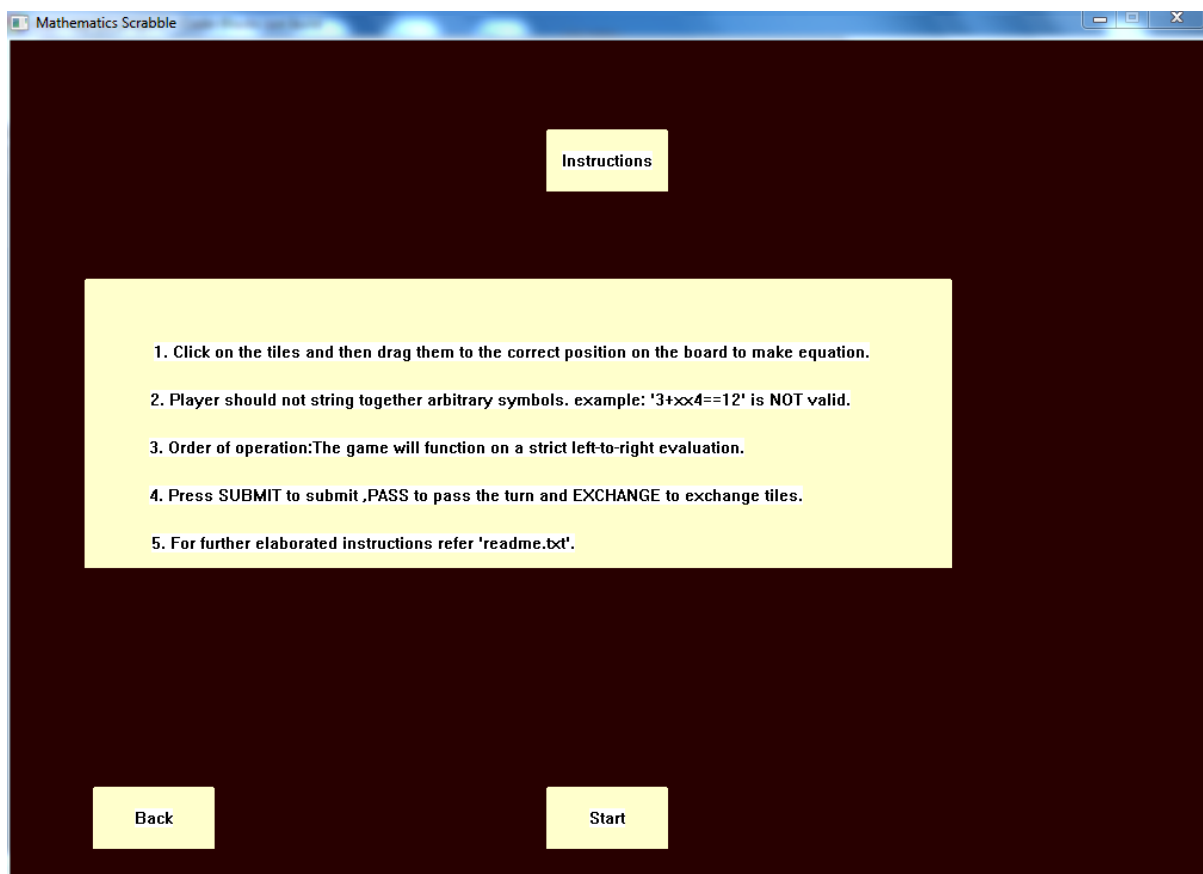 Mathematics Scrabble
Instructions
1. Click on the tiles and then drag them to the correct position on the board to make equation.
2. Player should not string together arbitrary symbols. example: '3+xx4==12' is NOT valid.
3. Order of operation:The game will function on a strict left-to-right evaluation.
4. Press SUBMIT to submit ,PASS to pass the turn and EXCHANGE to exchange tiles.
5. For further elaborated instructions refer 'readme.txt'.
Back
Start